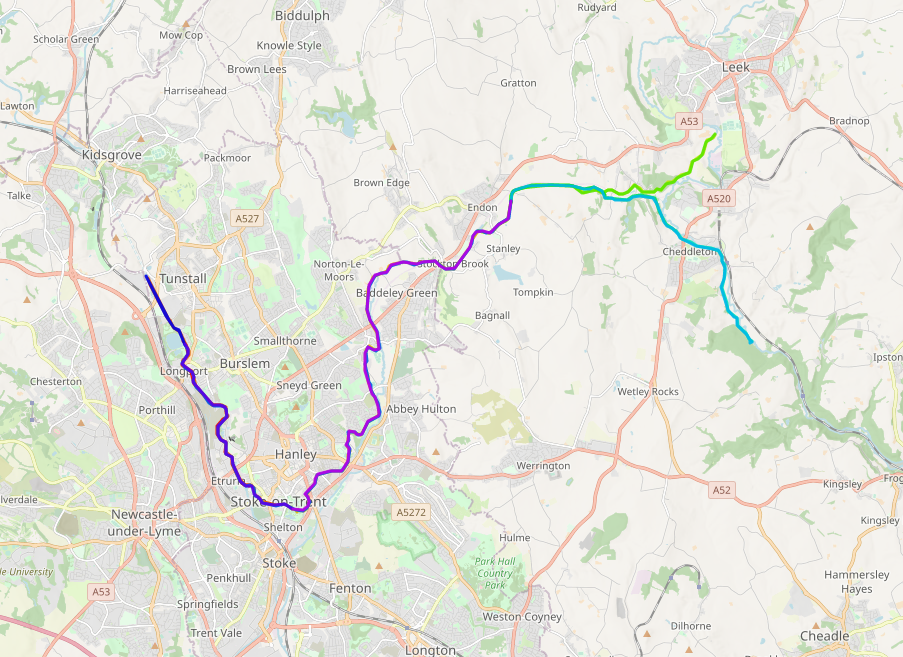 Rudyard
Biddulph
Scholar Green
Mow Cop
Knowle Style
Leek
Brown Lees
Gratton
Harriseahead
Lawton
A53
Bradnop
Kidsgrove
Packmoor
Brown Edge
Talke
A520
Endon
A527
Stanley
Cheddleton
Norton-Le-
Moors
Stockton Brook
Tunstall
Baddeley Green
Tompkin
Bagnall
Smallthorne
Longport
Burslem
Ipston
Chesterton
Sneyd Green
Wetley Rocks
Porthill
Abbey Hulton
Hanley
Werrington
Etruria
A52
Kingsley
Frog
Stoke-on-Trent
lverdale
Newcastle-
under-Lyme
A5272
Shelton
Kingsley
Hulme
Stoke
Park Hall
Country
Park
le University
Penkhull
Hammersley
Hayes
A53
Fenton
Springfields
Weston Coyney
Trent Vale
Dilhorne
Cheadle
Longton